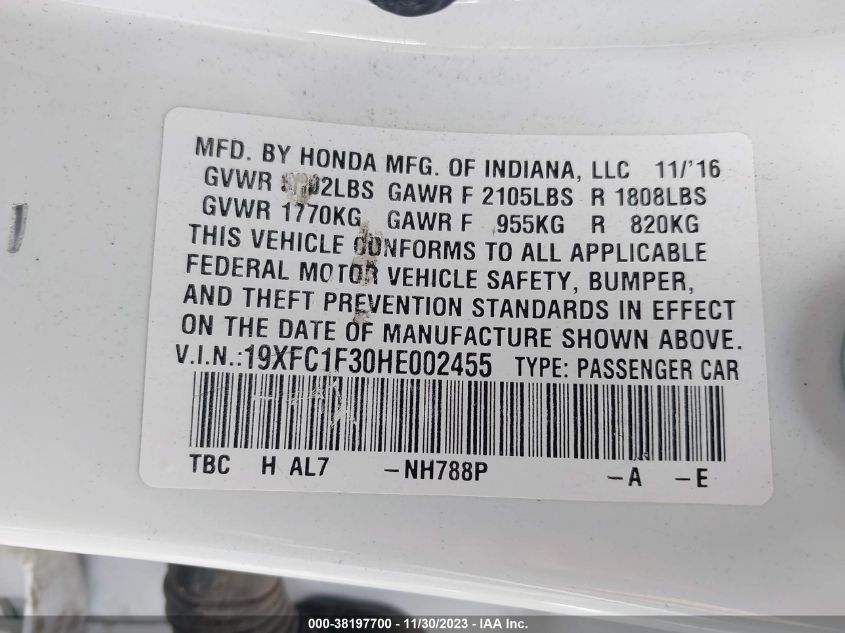 MFD. BY HONDA MFG. OF INDIANA, LLC 11/'16
GVWR GAWR F 2105LBS R 1808LBS
GVWR 1770KG GAWR F 955KG R 820KG
THIS VEHICLE CONFORMS TO ALL APPLICABLE
FEDERAL MOTOR VEHICLE SAFETY, BUMPER,
AND THEFT PREVENTION STANDARDS IN EFFECT
ON THE DATE OF MANUFACTURE SHOWN ABOVE.
V.I.N.:19XFC1F30HE002455 TYPE: PASSENGER CAR
TBC H AL7 -NH788P -A -E
000-38197700 - 11/30/2023 - IAA Inc.